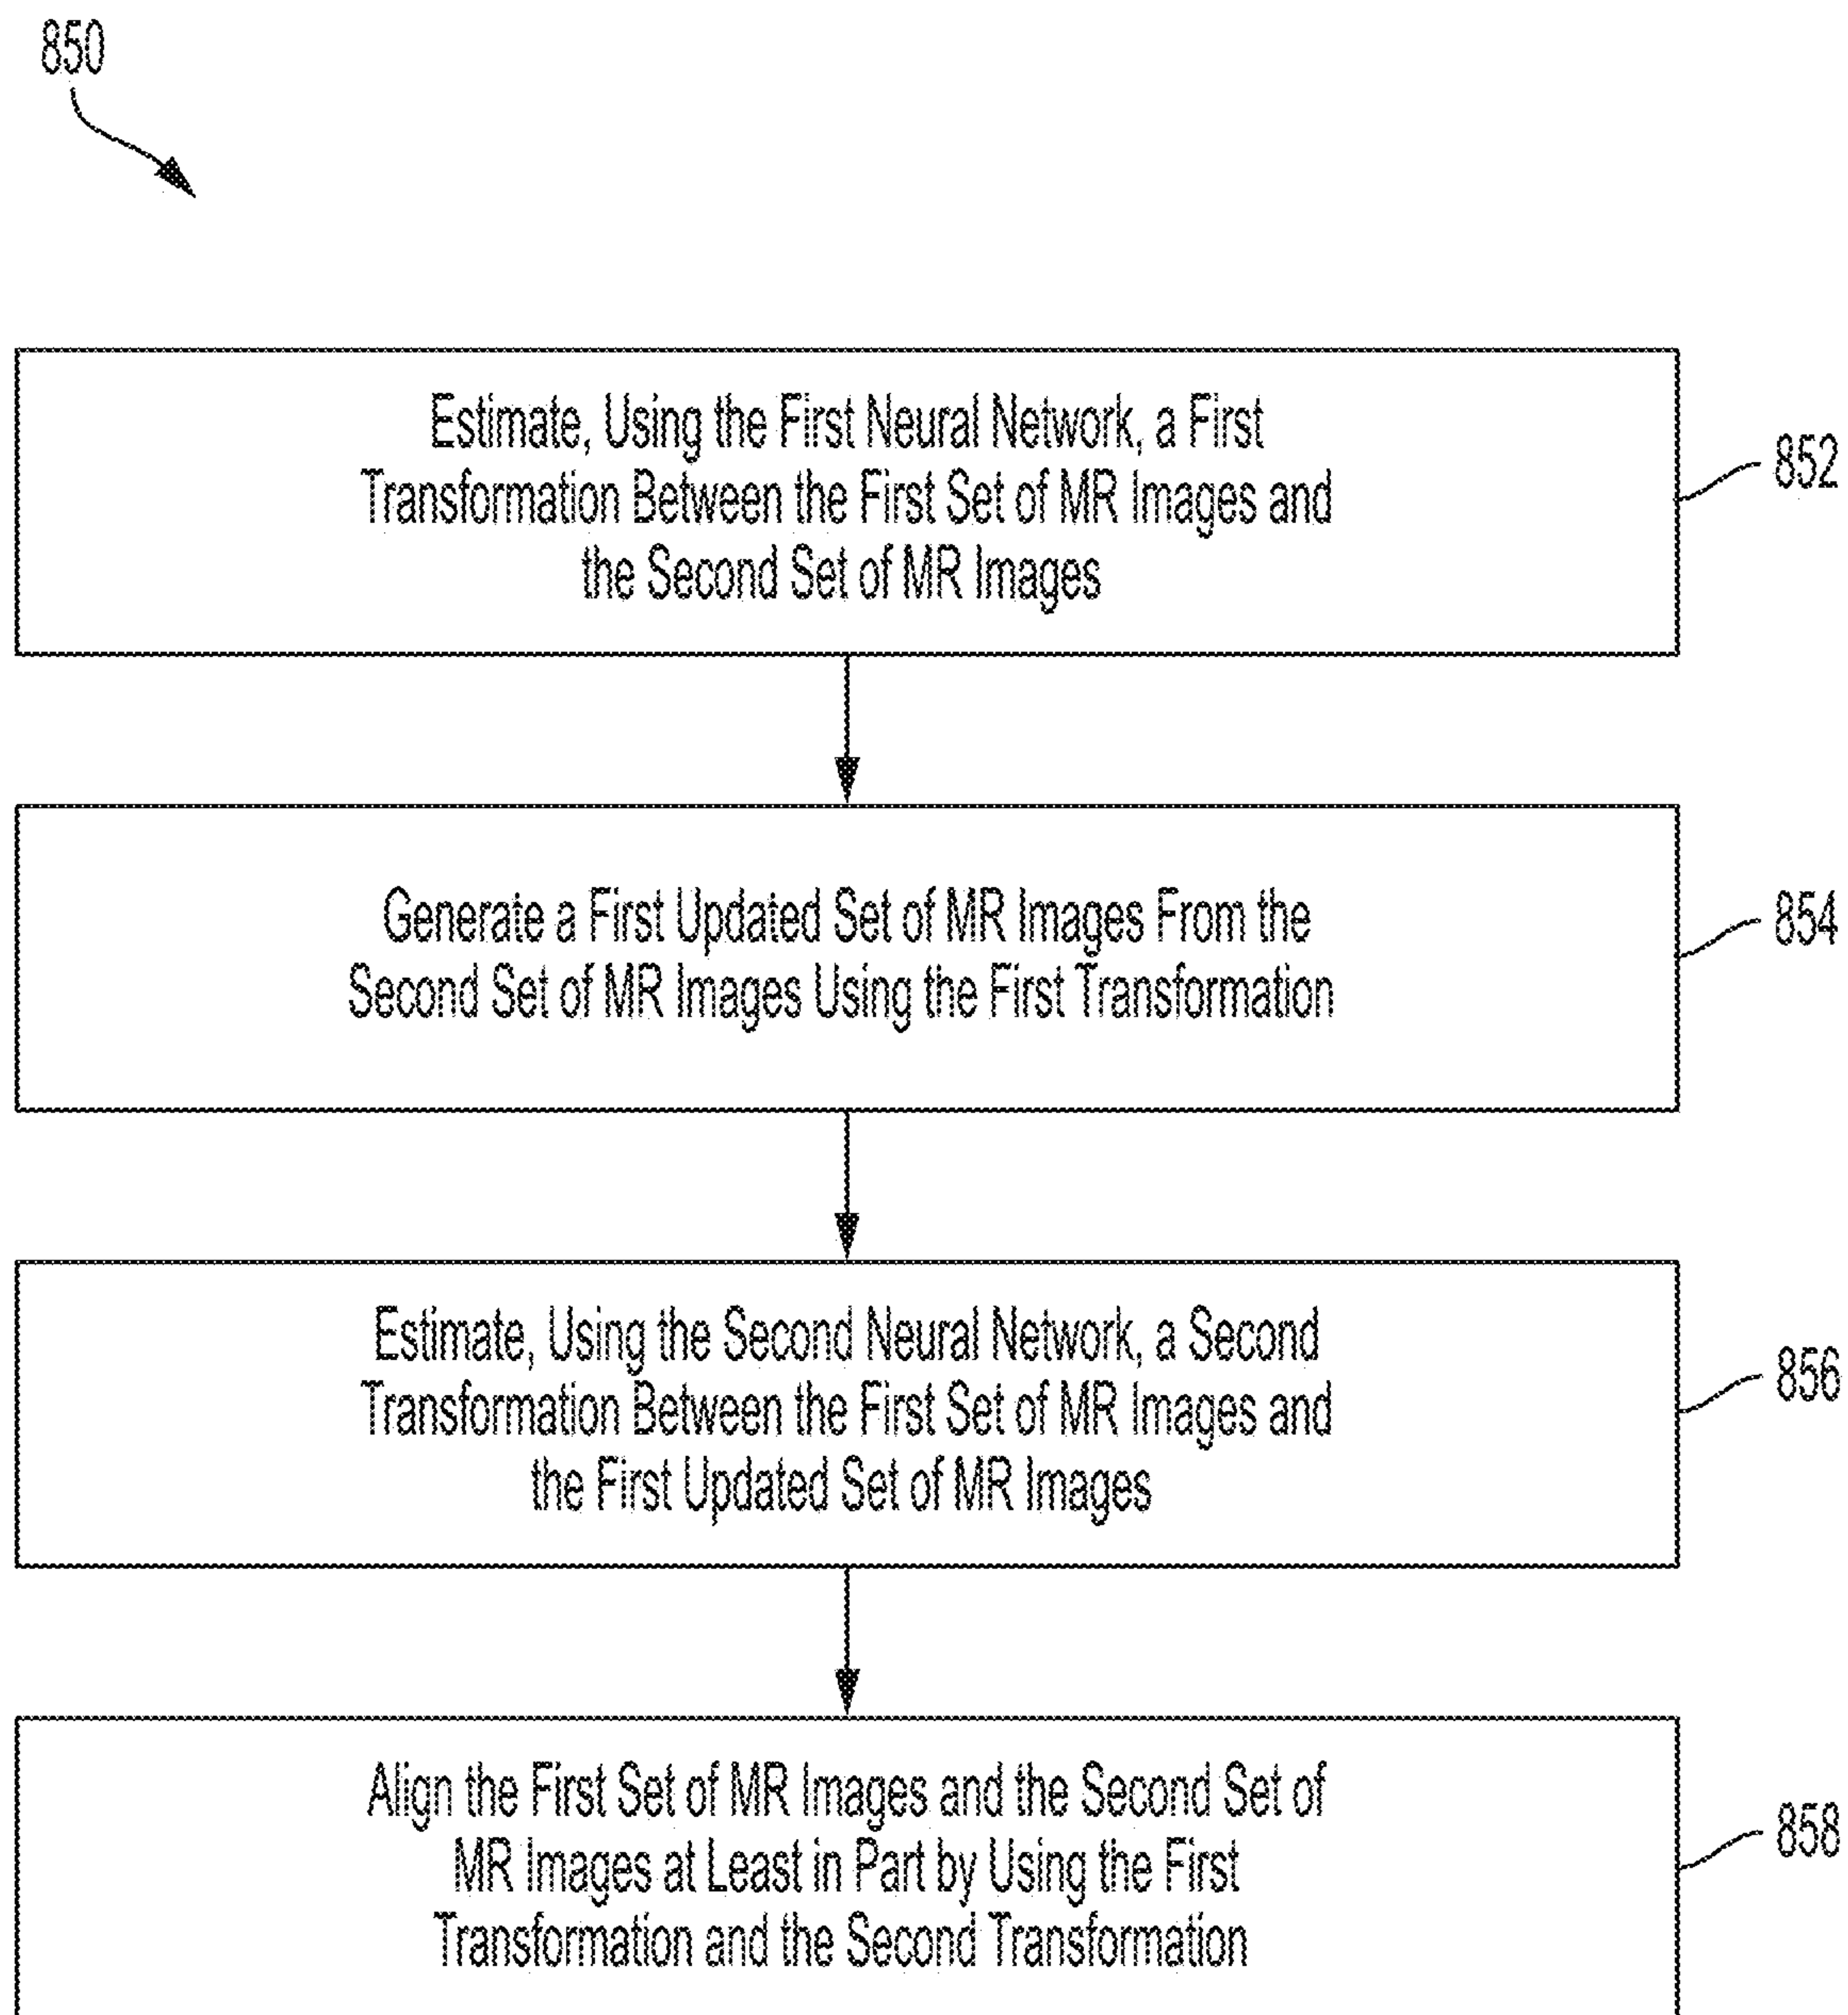 850
Estimate, Using the First Neural Network, a First
Transformation Between the First Set of MR Images and
the Second Set of MR Images
852
Generate a First Updated Set of MR Images From the
Second Set of MR Images Using the First Transformation
854
Estimate, Using the Second Neural Network, a Second
Transformation Between the First Set of MR Images and
the First Updated Set of MR Images
856
Align the First Set of MR Images and the Second Set of
MR Images at Least in Part by Using the First
Transformation and the Second Transformation
858